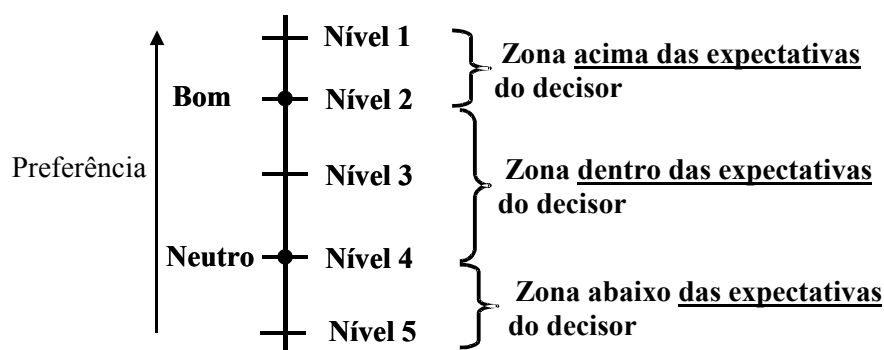 Nível 1
Zona acima das expectativas
do decisor
Bom
Nível 2
Preferência
Nível 3
Zona dentro das expectativas
do decisor
Neutro
Nível 4
Zona abaixo das expectativas
do decisor
Nível 5